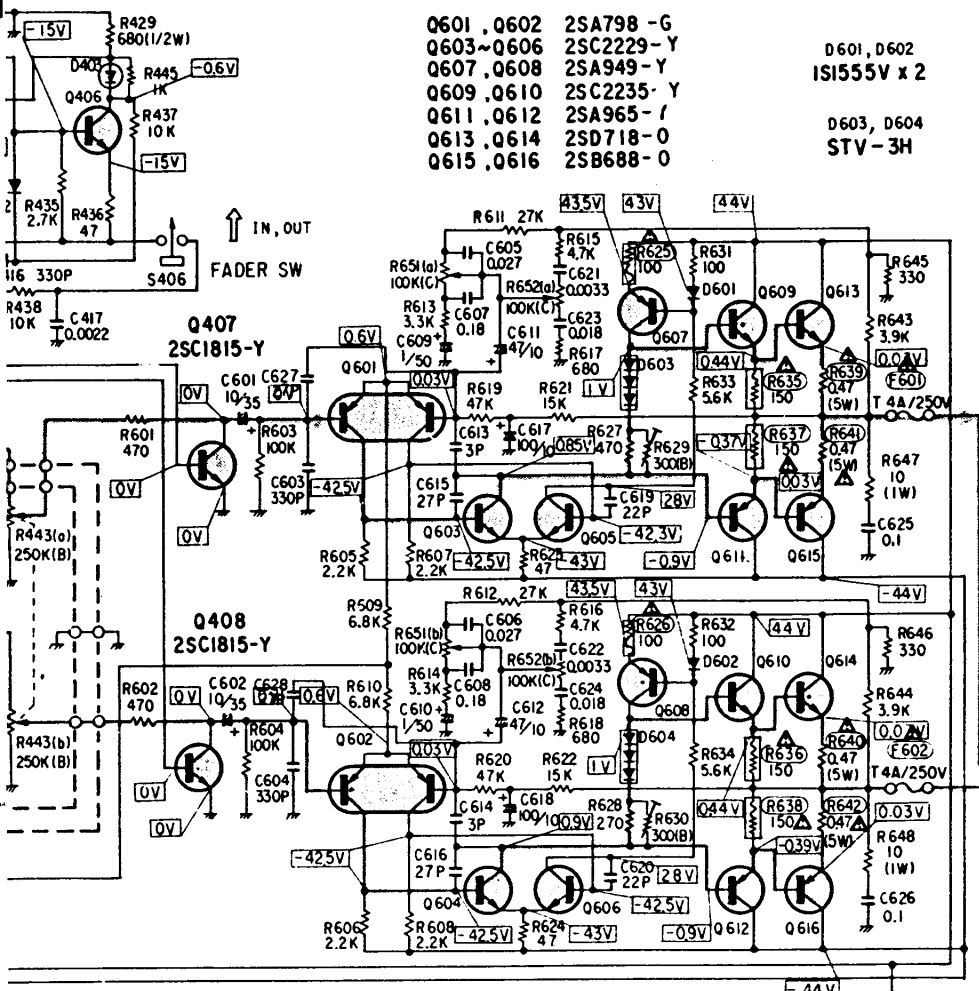 -15V
R429
680(1/2W)
D405
R445
1K
-0.6V
Q406
R437
10K
-15V
R435
2.7K
R436
47
IN,OUT
FADER SW
S406
330P
R438
10K
C417
0.0022
Q601 ,Q602 2SA798 -G
Q603~Q606 2SC2229-Y
Q607 ,Q608 2SA949-Y
Q609 ,Q610 2SC2235- Y
Q611 ,Q612 2SA965-
Q613 ,Q614 2SD718-O
Q615 ,Q616 2SB688-O
D601, D602
1S1555V x 2
D603, D604
STV-3H
Q407
2SC1815-Y
0V
C601
10/35
C627
R601
470
R603
100K
C603
330P
0V
0V
R443(a)
250K(B)
Q408
2SC1815-Y
R602
470
0V
C602
10/35
C628
0.6V
R604
100K
C604
330P
0V
0V
R443(b)
250K(B)
R611 27K
C605
0.027
R651(a)
100K(C)
R613
3.3K
C607
0.18
C609
1/50
R652(a)
100K(C)
C611
47/10
R615
4.7K
C621
0.0033
C623
0.018
R617
680
0.6V
Q601
0.03V
R619
47K
R621
15K
C613
3P
C617
100/10
0.85V
-42.5V
C615
27P
Q603
R605
2.2K
R607
2.2K
-42.5V
R623
47
-43V
Q605
-42.3V
C619
22P
28V
R627
470
R629
300(B)
43.5V
43V
44V
R625
100
R631
100
D601
Q607
Q609
Q613
D603
1V
0.44V
R633
5.6K
R635
150
R639
0.47
(5W)
R645
330
R643
3.9K
F601
T 4A/250V
-0.37V
R637
150
R641
0.47
(5W)
0.03V
R647
10
(1W)
C625
0.1
-0.9V
Q611
Q615
-44V
R509
6.8K
R610
6.8K
R612 27K
C606
0.027
R651(b)
100K(C)
R614
3.3K
C608
0.18
C610
1/50
R652(b)
100K(C)
C612
47/10
R616
4.7K
C622
0.0033
C624
0.018
R618
680
Q602
0.03V
R620
47K
R622
15K
C614
3P
C618
100/10
0.9V
-42.5V
C616
27P
Q604
R606
2.2K
R608
2.2K
-42.5V
R624
47
-43V
Q606
-42.5V
C620
22P
28V
R628
270
R630
300(B)
43.5V
43V
44V
R626
100
R632
100
D602
Q608
Q610
Q614
D604
1V
R634
5.6K
0.44V
R636
150
R640
0.47
(5W)
R646
330
R644
3.9K
F602
T4A/250V
R638
150
R642
0.47
(5W)
0.03V
-0.39V
R648
10
(1W)
C626
0.1
-0.9V
Q612
Q616
-44V